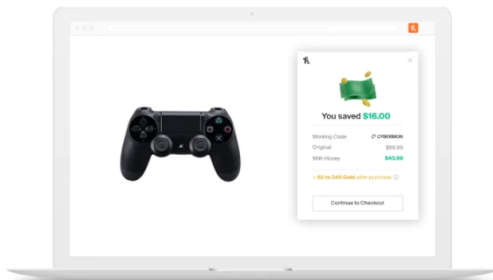 You saved $16.00
Working Code CYBERMON
Original $59.99
With Honey $43.99
+ 83 to 240 Gold after purchase
Continue to Checkout